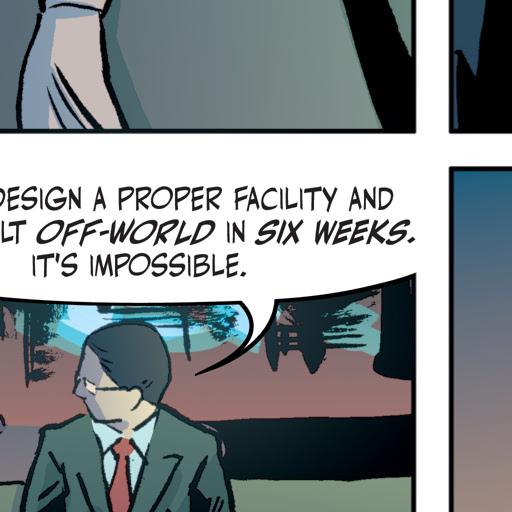 DESIGN A PROPER FACILITY AND
LT OFF-WORLD IN SIX WEEKS.
IT'S IMPOSSIBLE.